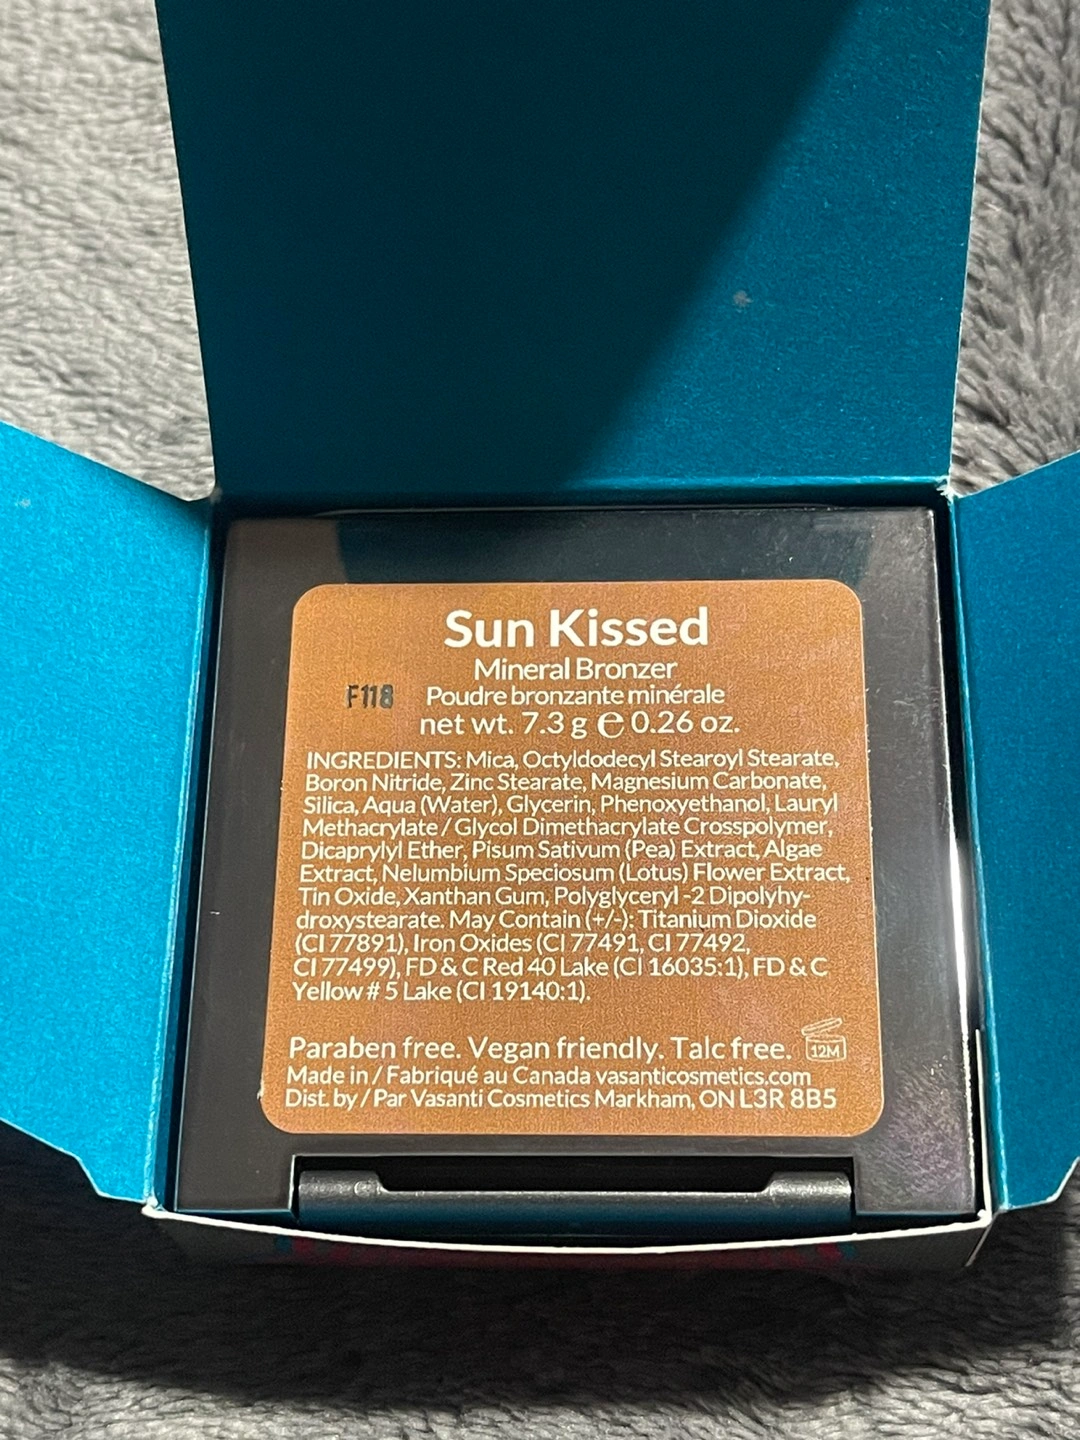 Sun Kissed
Mineral Bronzer
F118 Poudre bronzante minérale
net wt. 7.3 g ℮ 0.26 oz.
INGREDIENTS: Mica, Octyldodecyl Stearoyl Stearate,
Boron Nitride, Zinc Stearate, Magnesium Carbonate,
Silica, Aqua (Water), Glycerin, Phenoxyethanol, Lauryl
Methacrylate / Glycol Dimethacrylate Crosspolymer,
Dicaprylyl Ether, Pisum Sativum (Pea) Extract, Algae
Extract, Nelumbium Speciosum (Lotus) Flower Extract,
Tin Oxide, Xanthan Gum, Polyglyceryl -2 Dipolyhy-
droxystearate. May Contain (+/-): Titanium Dioxide
(CI 77891), Iron Oxides (CI 77491, CI 77492,
CI 77499), FD & C Red 40 Lake (CI 16035:1), FD & C
Yellow # 5 Lake (CI 19140:1).
Paraben free. Vegan friendly. Talc free. 12M
Made in / Fabriqué au Canada vasanticosmetics.com
Dist. by / Par Vasanti Cosmetics Markham, ON L3R 8B5